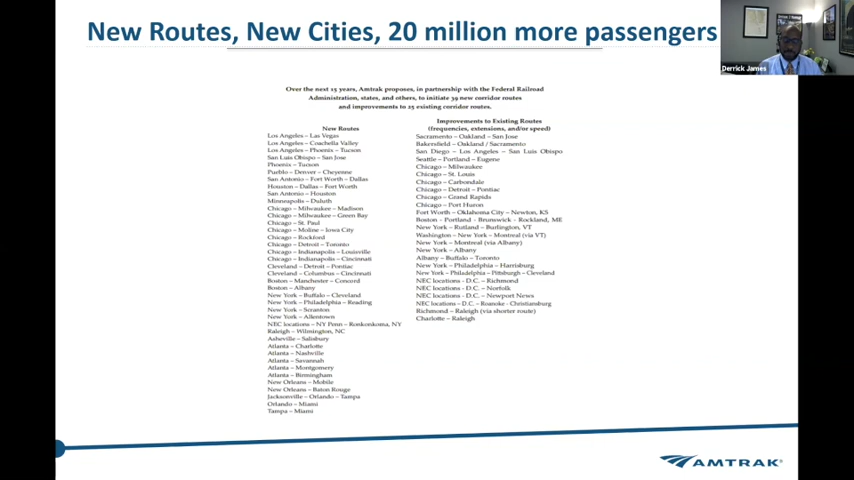 New Routes, New Cities, 20 million more passengers
Derrick James
Over the next 15 years, Amtrak proposes, in partnership with the Federal Railroad
Administration, states, and others, to initiate 39 new corridor routes
and improvements to 25 existing corridor routes.
New Routes
Los Angeles – Las Vegas
Los Angeles – Coachella Valley
Los Angeles – Phoenix – Tucson
San Luis Obispo – San Jose
Phoenix – Tucson
Pueblo – Denver – Cheyenne
San Antonio – Fort Worth – Dallas
Houston – Dallas – Fort Worth
San Antonio – Houston
Minneapolis – Duluth
Chicago – Milwaukee – Madison
Chicago – Milwaukee – Green Bay
Chicago – St. Paul
Chicago – Moline – Iowa City
Chicago – Rockford
Chicago – Detroit – Toronto
Chicago – Indianapolis – Louisville
Chicago – Indianapolis – Cincinnati
Cleveland – Detroit – Pontiac
Cleveland – Columbus – Cincinnati
Boston – Manchester – Concord
Boston – Albany
New York – Buffalo – Cleveland
New York – Philadelphia – Reading
New York – Scranton
New York – Allentown
NEC locations – NY Penn – Ronkonkoma, NY
Raleigh – Wilmington, NC
Asheville – Salisbury
Atlanta – Charlotte
Atlanta – Nashville
Atlanta – Savannah
Atlanta – Montgomery
Atlanta – Birmingham
New Orleans – Mobile
New Orleans – Baton Rouge
Jacksonville – Orlando – Tampa
Orlando – Miami
Tampa – Miami
Improvements to Existing Routes
(frequencies, extensions, and/or speed)
Sacramento – Oakland – San Jose
Bakersfield – Oakland / Sacramento
San Diego – Los Angeles – San Luis Obispo
Seattle – Portland – Eugene
Chicago – Milwaukee
Chicago – St. Louis
Chicago – Carbondale
Chicago – Detroit – Pontiac
Chicago – Grand Rapids
Chicago – Port Huron
Fort Worth – Oklahoma City – Newton, KS
Boston - Portland - Brunswick - Rockland, ME
New York – Rutland – Burlington, VT
Washington – New York – Montreal (via VT)
New York – Montreal (via Albany)
New York – Albany
Albany – Buffalo – Toronto
New York – Philadelphia – Harrisburg
New York – Philadelphia – Pittsburgh – Cleveland
NEC locations - D.C. – Richmond
NEC locations - D.C. – Norfolk
NEC locations - D.C. – Newport News
NEC locations – D.C. – Roanoke - Christiansburg
Richmond – Raleigh (via shorter route)
Charlotte – Raleigh
AMTRAK